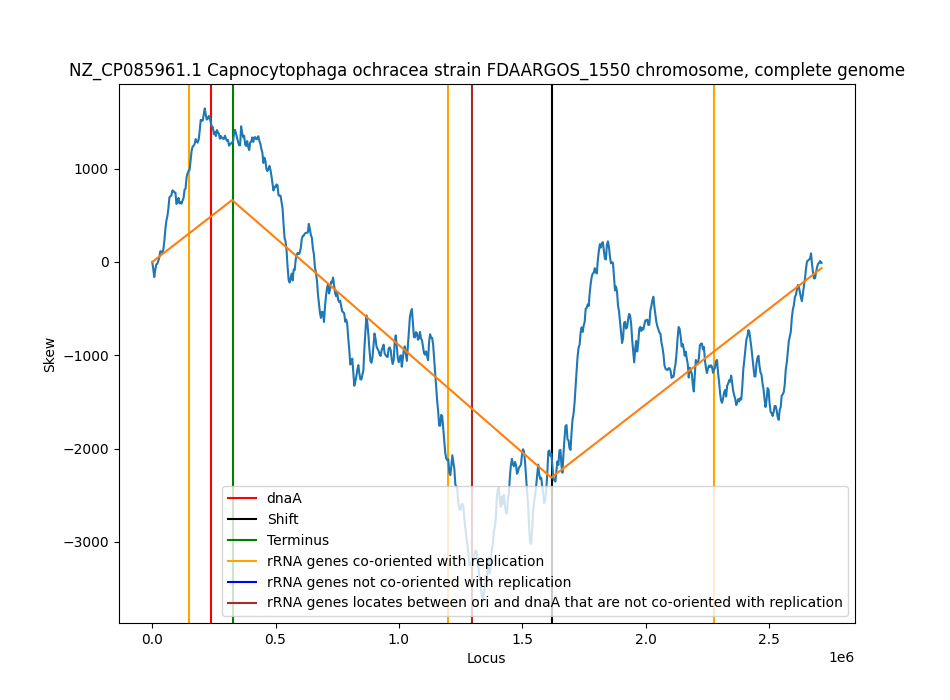 NZ_CP085961.1 Capnocytophaga ochracea strain FDAARGOS_1550 chromosome, complete genome
Skew
1000
0
−1000
−2000
−3000
dnaA
Shift
Terminus
rRNA genes co-oriented with replication
rRNA genes not co-oriented with replication
rRNA genes locates between ori and dnaA that are not co-oriented with replication
0.0 0.5 1.0 1.5 2.0 2.5
Locus
1e6